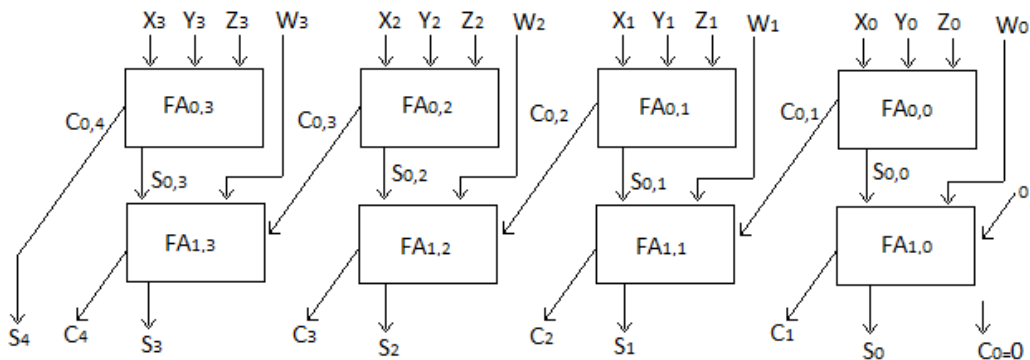 X3 Y3 Z3 W3 X2 Y2 Z2 W2 X1 Y1 Z1 W1 X0 Y0 Z0 W0
FA0,3 FA0,2 FA0,1 FA0,0
C0,4 C0,3 C0,2 C0,1
S0,3 S0,2 S0,1 S0,0 0
FA1,3 FA1,2 FA1,1 FA1,0
S4 C4 S3 C3 S2 C2 S1 C1 S0 C0=0